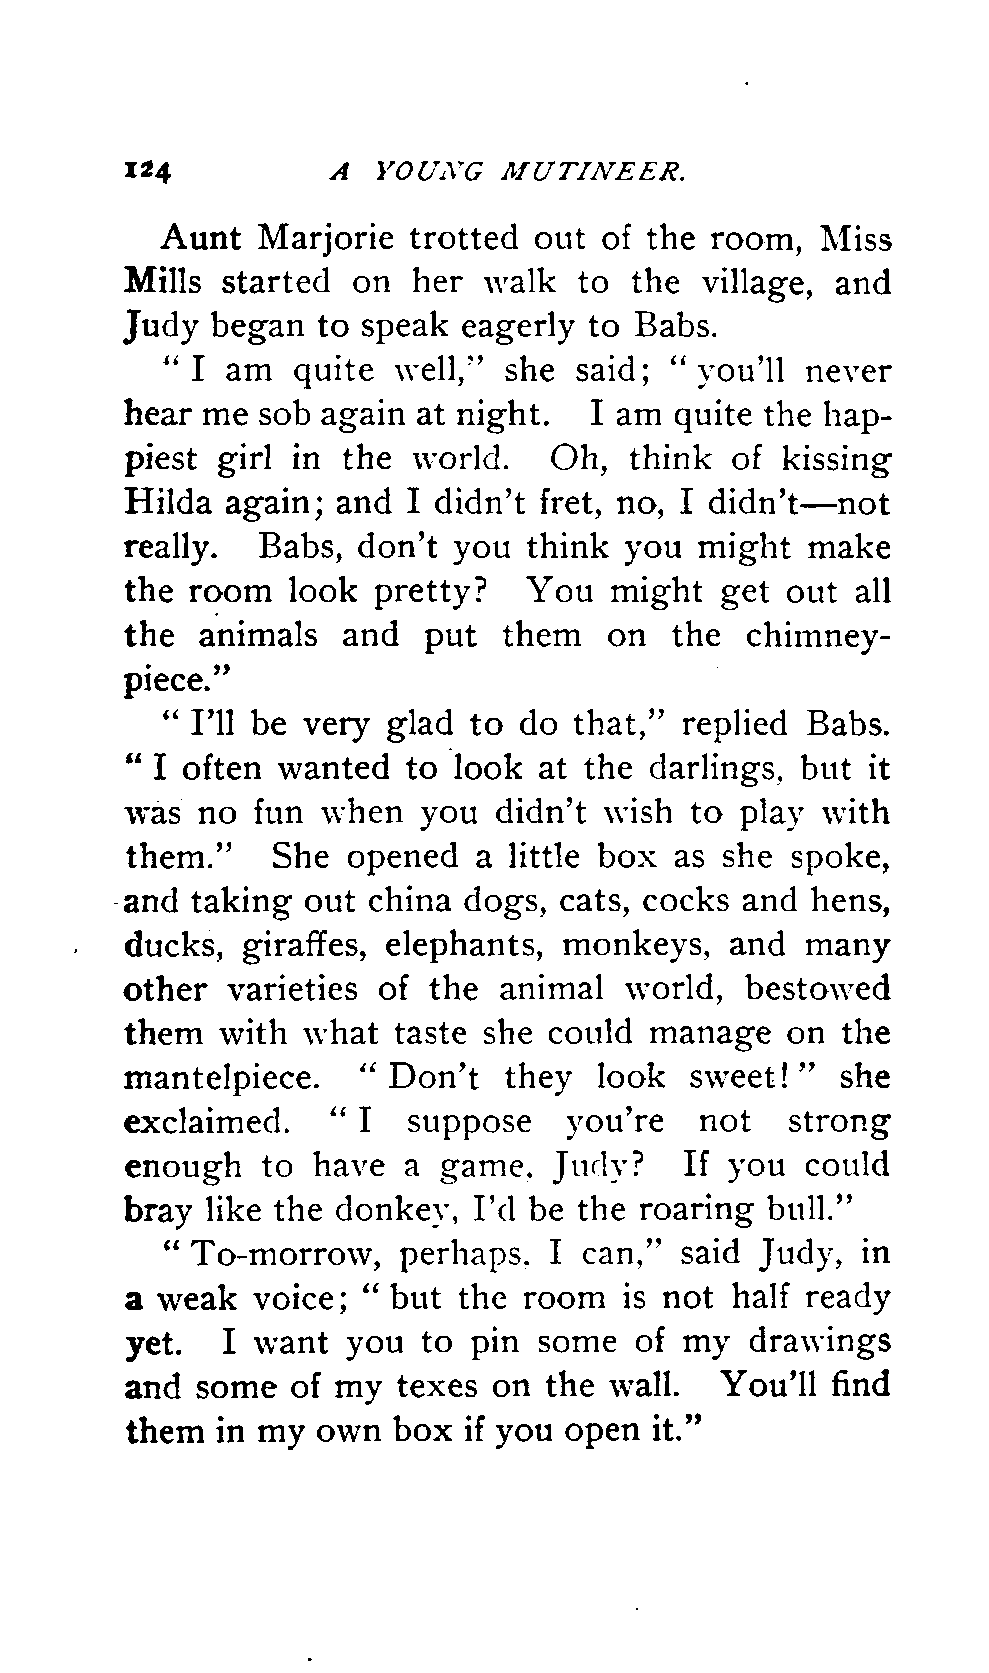 124 A YOUNG MUTINEER.
Aunt Marjorie trotted out of the room, Miss
Mills started on her walk to the village, and
Judy began to speak eagerly to Babs.
“ I am quite well,” she said; “ you'll never
hear me sob again at night. I am quite the hap-
piest girl in the world. Oh, think of kissing
Hilda again; and I didn't fret, no, I didn't—not
really. Babs, don't you think you might make
the room look pretty? You might get out all
the animals and put them on the chimney-
piece.”
“ I'll be very glad to do that,” replied Babs.
“ I often wanted to look at the darlings, but it
was no fun when you didn't wish to play with
them.” She opened a little box as she spoke,
and taking out china dogs, cats, cocks and hens,
ducks, giraffes, elephants, monkeys, and many
other varieties of the animal world, bestowed
them with what taste she could manage on the
mantelpiece. “ Don't they look sweet! ” she
exclaimed. “ I suppose you're not strong
enough to have a game, Judy? If you could
bray like the donkey, I'd be the roaring bull.”
“ To-morrow, perhaps. I can,” said Judy, in
a weak voice; “ but the room is not half ready
yet. I want you to pin some of my drawings
and some of my texes on the wall. You'll find
them in my own box if you open it.”